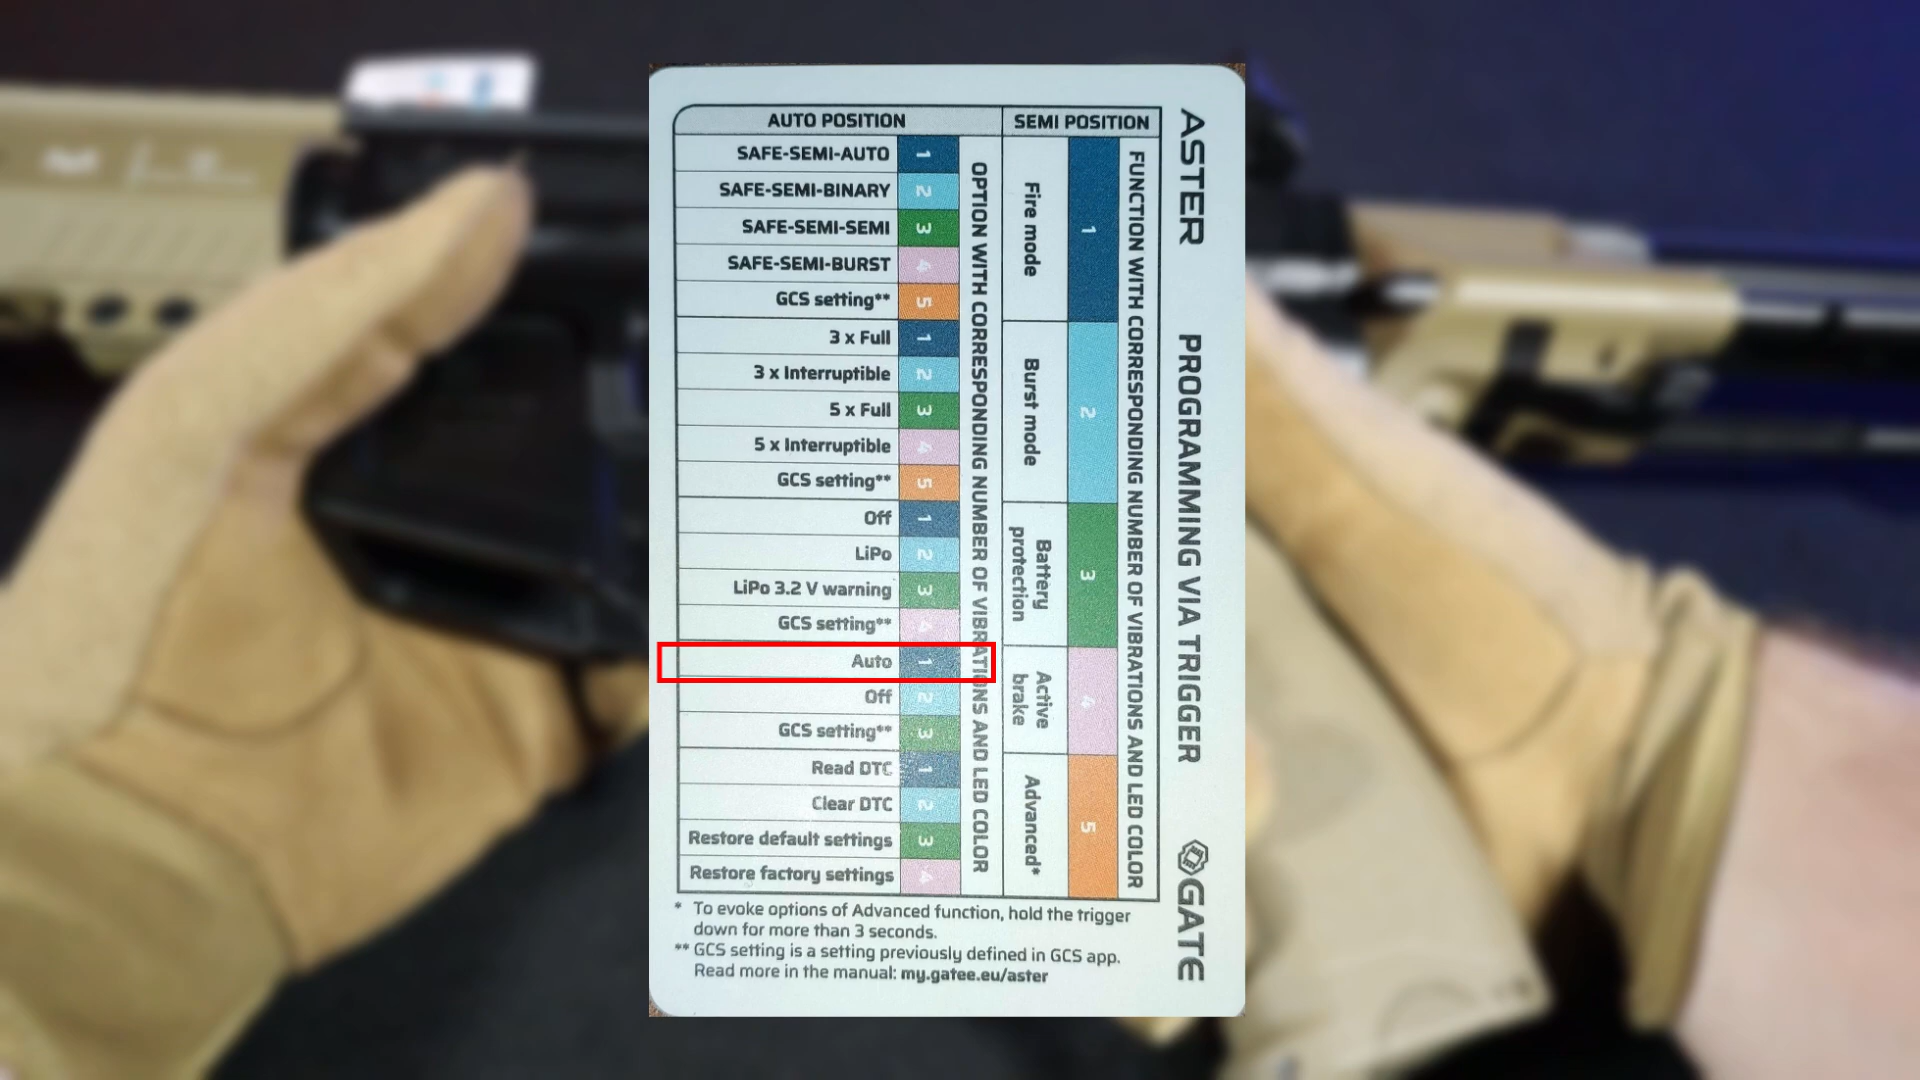 AUTO POSITION
SEMI POSITION
SAFE-SEMI-AUTO 1
SAFE-SEMI-BINARY 2
SAFE-SEMI-SEMI 3
SAFE-SEMI-BURST 4
GCS setting** 5
Fire mode
1
3 x Full 1
3 x Interruptible 2
5 x Full 3
5 x Interruptible 4
GCS setting** 5
Burst mode
2
Off 1
LiPo 2
LiPo 3.2 V warning 3
GCS setting** 4
Battery
protection
3
Auto 1
Off 2
GCS setting** 3
Active
brake
4
Read DTC 1
Clear DTC 2
Restore default settings 3
Restore factory settings 4
Advanced*
5
OPTION WITH CORRESPONDING NUMBER OF VIBRATIONS AND LED COLOR
FUNCTION WITH CORRESPONDING NUMBER OF VIBRATIONS AND LED COLOR
ASTER PROGRAMMING VIA TRIGGER GATE
* To evoke options of Advanced function, hold the trigger
down for more than 3 seconds.
** GCS setting is a setting previously defined in GCS app.
Read more in the manual: my.gatee.eu/aster